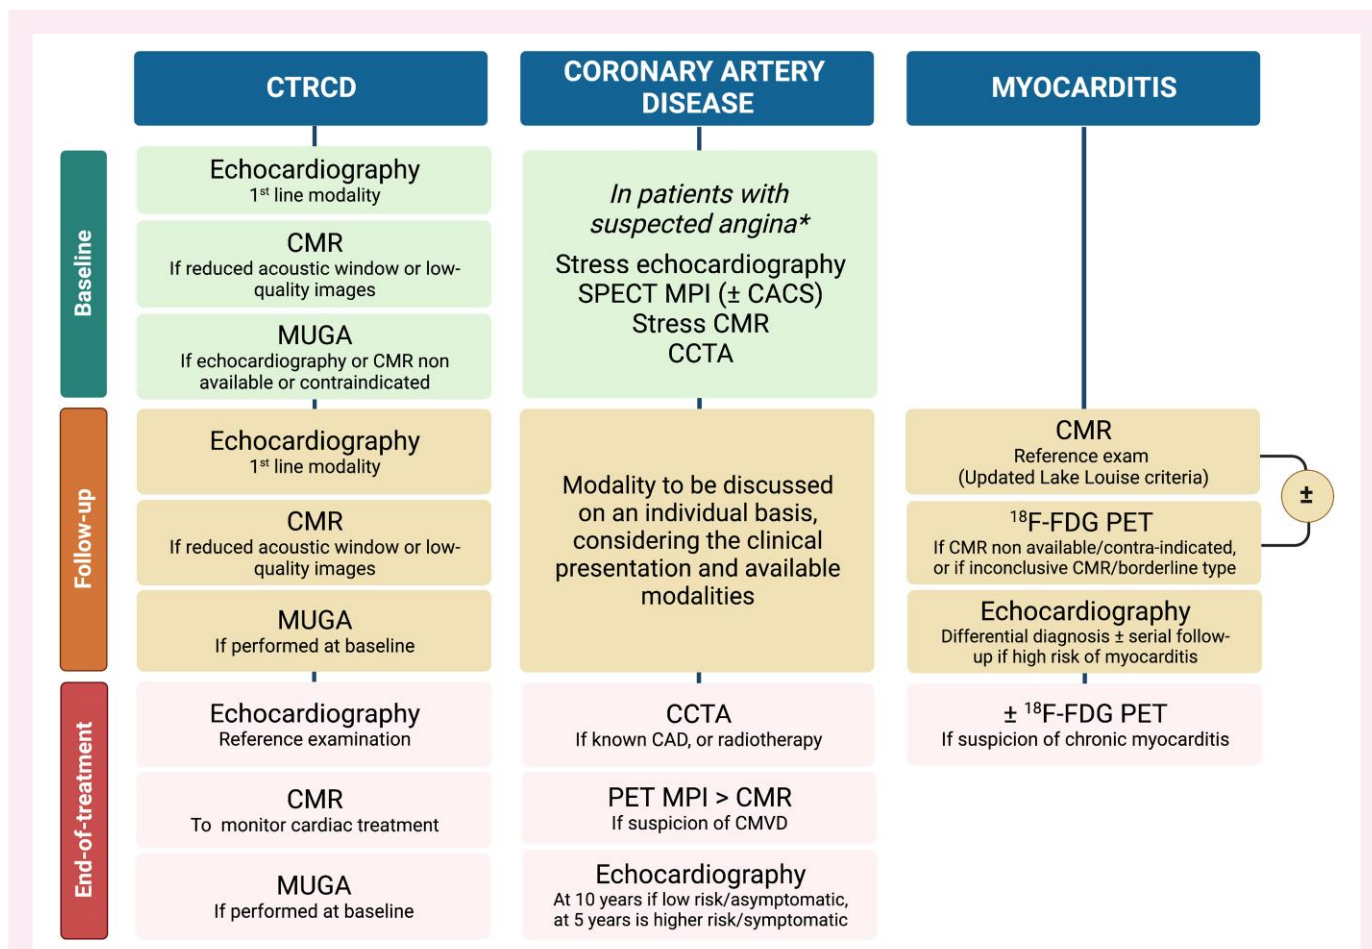 CTRCD
CORONARY ARTERY
DISEASE
MYOCARDITIS
Baseline
Echocardiography
1st line modality
CMR
If reduced acoustic window or low-
quality images
MUGA
If echocardiography or CMR non
available or contraindicated
In patients with
suspected angina*
Stress echocardiography
SPECT MPI (± CACS)
Stress CMR
CCTA
Follow-up
Echocardiography
1st line modality
CMR
If reduced acoustic window or low-
quality images
MUGA
If performed at baseline
Modality to be discussed
on an individual basis,
considering the clinical
presentation and available
modalities
CMR
Reference exam
(Updated Lake Louise criteria)
±
18F-FDG PET
If CMR non available/contra-indicated,
or if inconclusive CMR/borderline type
Echocardiography
Differential diagnosis ± serial follow-
up if high risk of myocarditis
End-of-treatment
Echocardiography
Reference examination
CMR
To monitor cardiac treatment
MUGA
If performed at baseline
CCTA
If known CAD, or radiotherapy
PET MPI > CMR
If suspicion of CMVD
Echocardiography
At 10 years if low risk/asymptomatic,
at 5 years is higher risk/symptomatic
± 18F-FDG PET
If suspicion of chronic myocarditis